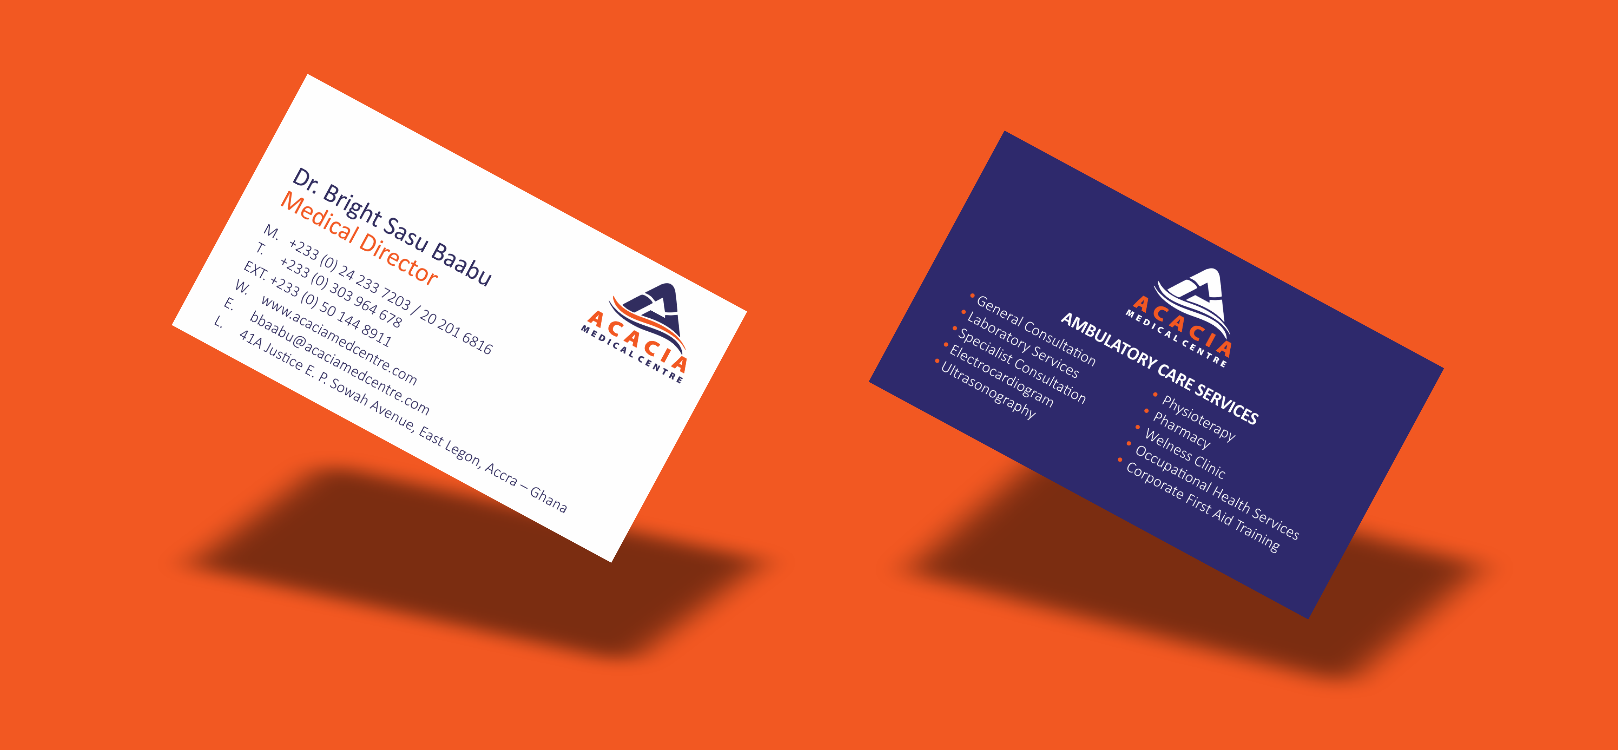 Dr. Bright Sasu Baabu
Medical Director
M. +233 (0) 24 233 7203 / 20 201 6816
T. +233 (0) 303 964 678
EXT. +233 (0) 50 144 8911
W. www.acaciamedcentre.com
E. bbaabu@acaciamedcentre.com
L. 41A Justice E. P. Sowah Avenue, East Legon, Accra – Ghana
ACACIA
MEDICAL CENTRE
ACACIA
MEDICAL CENTRE
AMBULATORY CARE SERVICES
• General Consultation
• Laboratory Services
• Specialist Consultation
• Electrocardiogram
• Ultrasonography
• Physioterapy
• Pharmacy
• Welness Clinic
• Occupational Health Services
• Corporate First Aid Training